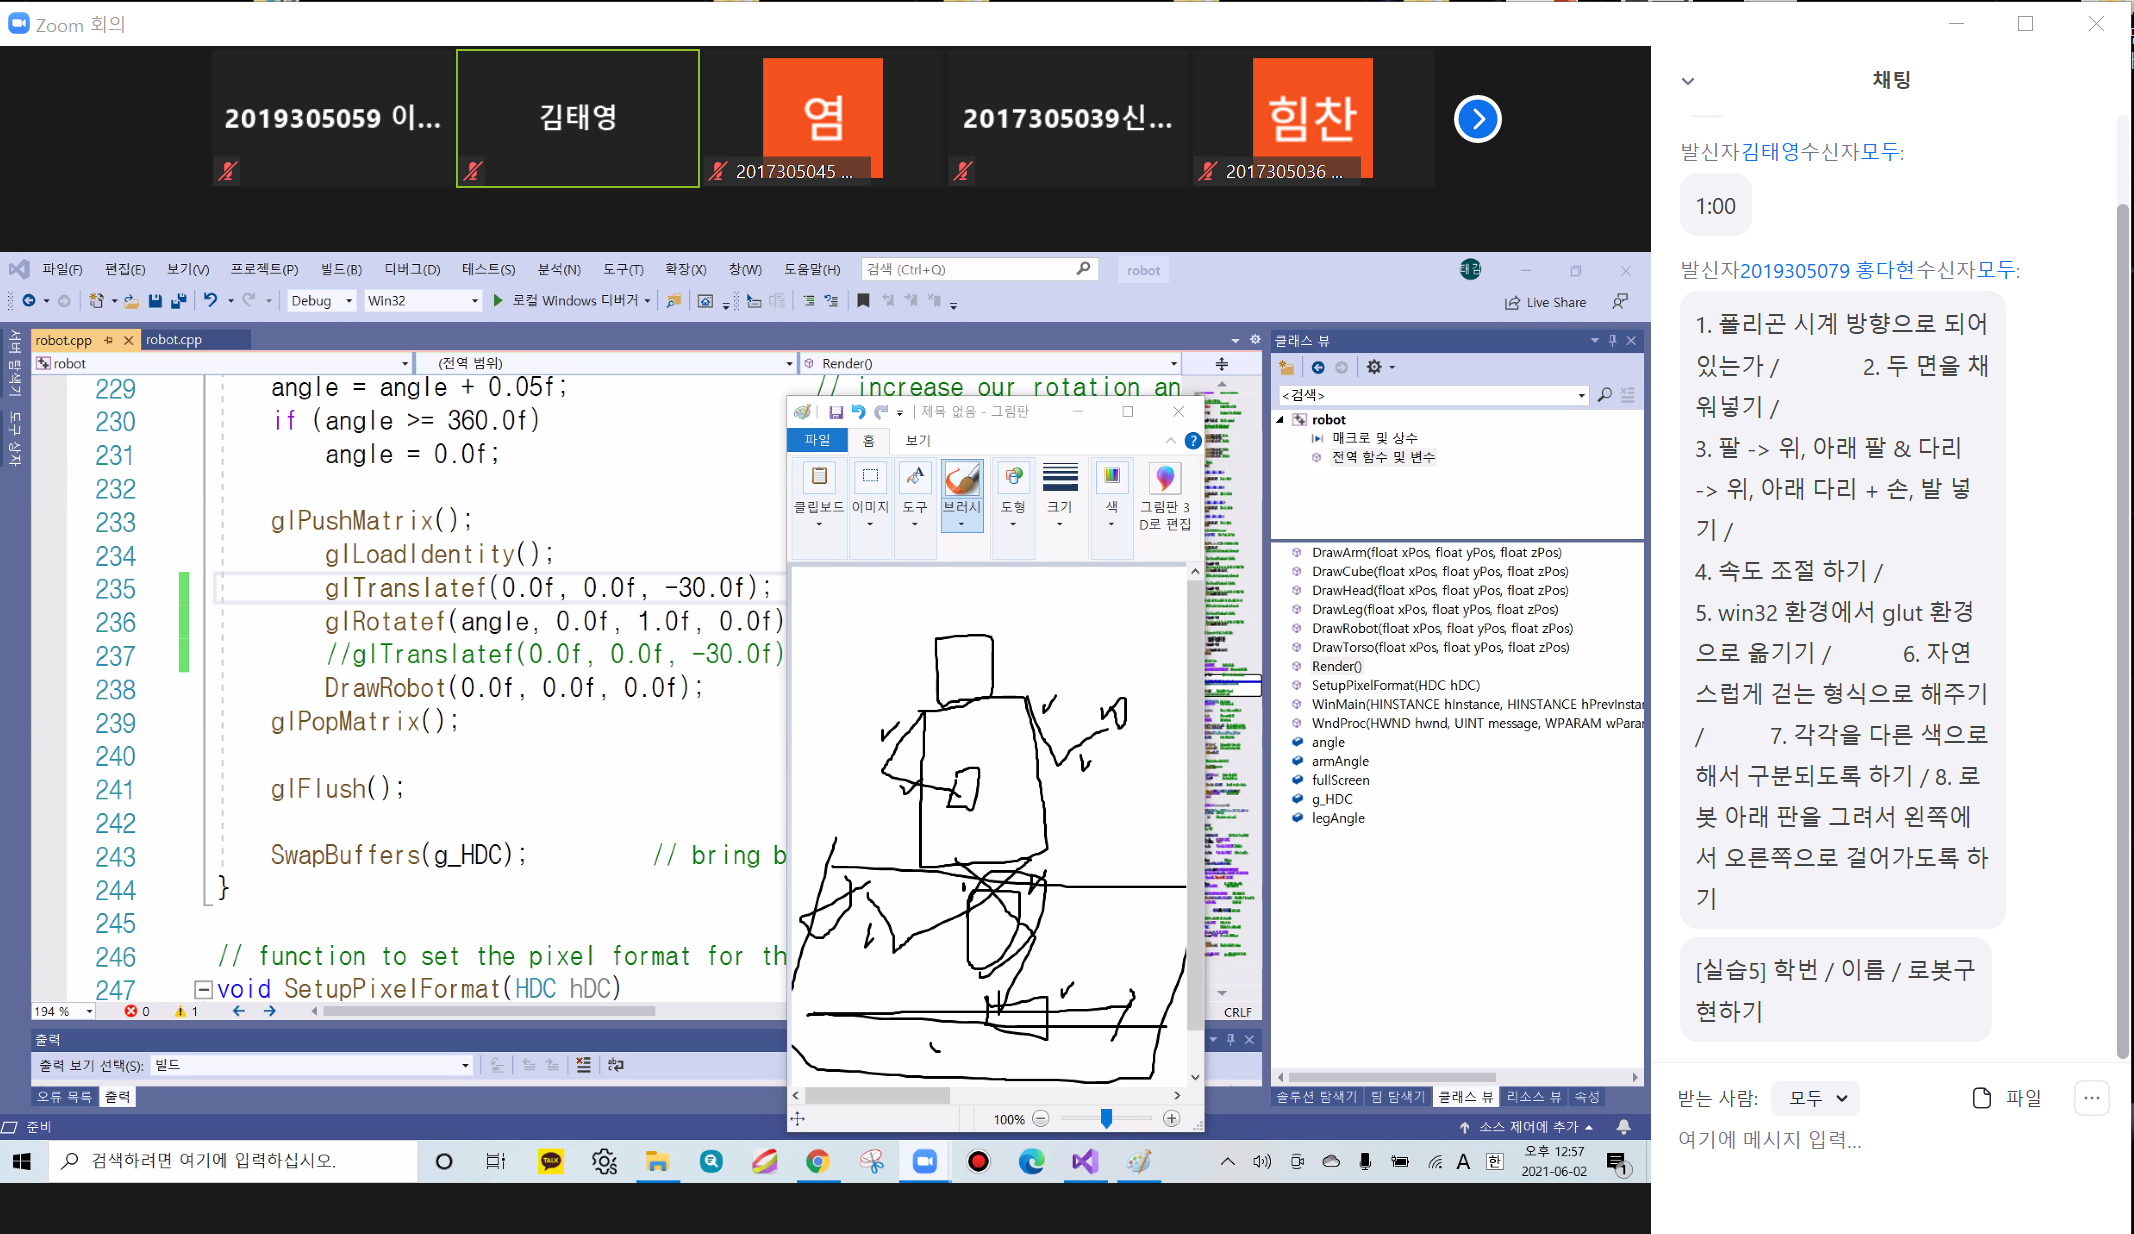 Zoom 회의
2019305059 이...
김태영
염
2017305045 ...
2017305039신...
힘찬
2017305036 ...
파일(F) 편집(E) 보기(V) 프로젝트(P) 빌드(B) 디버그(D) 테스트(S) 분석(N) 도구(T) 확장(X) 창(W) 도움말(H) 검색 (Ctrl+Q) robot
Debug Win32 로컬 Windows 디버거 Live Share
서버 탐색기
도구 상자
robot.cpp robot.cpp
robot (전역 범위) Render()
229 angle = angle + 0.05f; // increase our rotation an
230 if (angle >= 360.0f)
231 angle = 0.0f;
232
233 glPushMatrix();
234 glLoadIdentity();
235 glTranslatef(0.0f, 0.0f, -30.0f);
236 glRotatef(angle, 0.0f, 1.0f, 0.0f)
237 //glTranslatef(0.0f, 0.0f, -30.0f)
238 DrawRobot(0.0f, 0.0f, 0.0f);
239 glPopMatrix();
240
241 glFlush();
242
243 SwapBuffers(g_HDC); // bring b
244 }
245
246 // function to set the pixel format for th
247 void SetupPixelFormat(HDC hDC)
194 % 0 1 CRLF
출력
출력 보기 선택(S): 빌드
오류 목록 출력
준비 소스 제어에 추가
제목 없음 - 그림판
파일 홈 보기
클립보드 이미지 도구 브러시 도형 크기 색 그림판 3
D로 편집
100%
클래스 뷰
<검색>
robot
매크로 및 상수
전역 함수 및 변수
DrawArm(float xPos, float yPos, float zPos)
DrawCube(float xPos, float yPos, float zPos)
DrawHead(float xPos, float yPos, float zPos)
DrawLeg(float xPos, float yPos, float zPos)
DrawRobot(float xPos, float yPos, float zPos)
DrawTorso(float xPos, float yPos, float zPos)
Render()
SetupPixelFormat(HDC hDC)
WinMain(HINSTANCE hInstance, HINSTANCE hPrevInstan
WndProc(HWND hwnd, UINT message, WPARAM wParam
angle
armAngle
fullScreen
g_HDC
legAngle
솔루션 탐색기 팀 탐색기 클래스 뷰 리소스 뷰 속성
검색하려면 여기에 입력하십시오.
TALK
A 한 오후 12:57
2021-06-02 1
채팅
발신자김태영수신자모두:
1:00
발신자2019305079 홍다현수신자모두:
1. 폴리곤 시계 방향으로 되어
있는가 / 2. 두 면을 채
워넣기 /
3. 팔 -> 위, 아래 팔 & 다리
-> 위, 아래 다리 + 손, 발 넣
기 /
4. 속도 조절 하기 /
5. win32 환경에서 glut 환경
으로 옮기기 / 6. 자연
스럽게 걷는 형식으로 해주기
/ 7. 각각을 다른 색으로
해서 구분되도록 하기 / 8. 로
봇 아래 판을 그려서 왼쪽에
서 오른쪽으로 걸어가도록 하
기
[실습5] 학번 / 이름 / 로봇구
현하기
받는 사람: 모두 파일
여기에 메시지 입력...